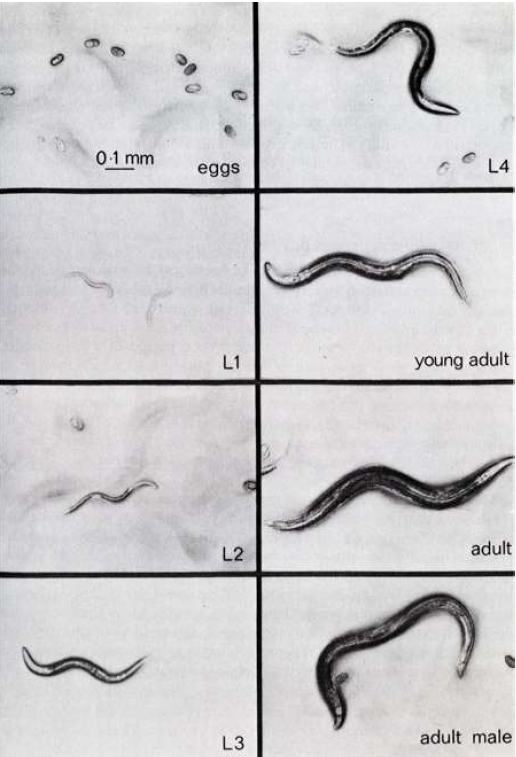 0·1 mm
eggs
L1
L2
L3
L4
young adult
adult
adult male